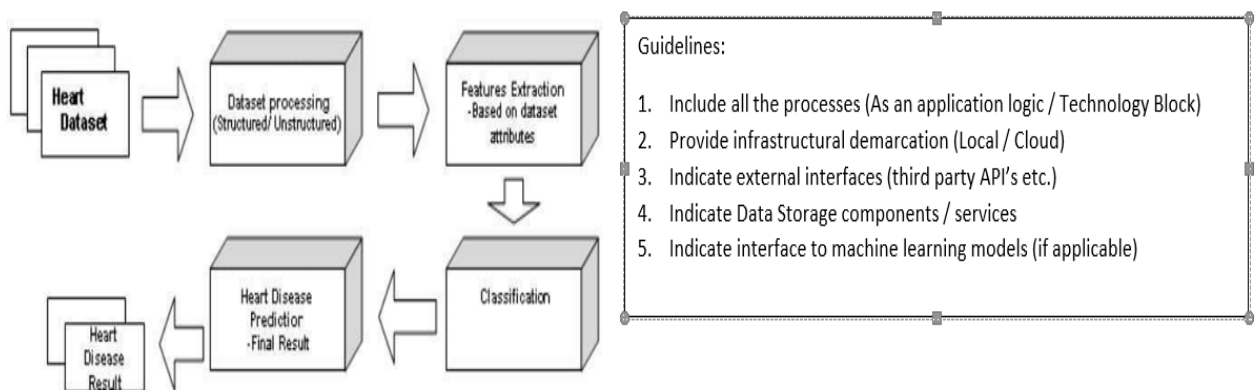 Heart
Dataset
Dataset processing
(Structured/ Unstructured)
Features Extraction
-Based on dataset
attributes
Classification
Heart Disease
Prediction
-Final Result
Heart
Disease
Result
Guidelines:
1. Include all the processes (As an application logic / Technology Block)
2. Provide infrastructural demarcation (Local / Cloud)
3. Indicate external interfaces (third party API's etc.)
4. Indicate Data Storage components / services
5. Indicate interface to machine learning models (if applicable)